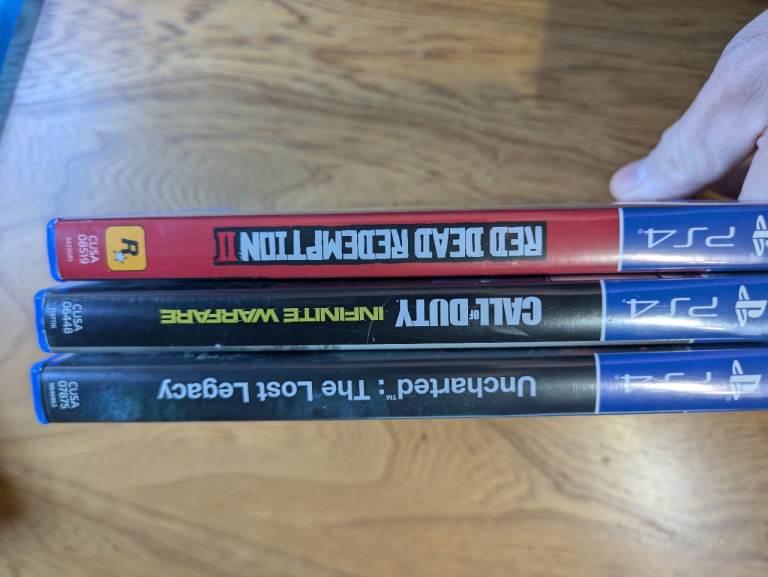 PS4
RED DEAD REDEMPTION II
R
CUSA
08519
PS4
CALL OF DUTY INFINITE WARFARE
CUSA
06448
PS4
Uncharted™: The Lost Legacy
CUSA
07875